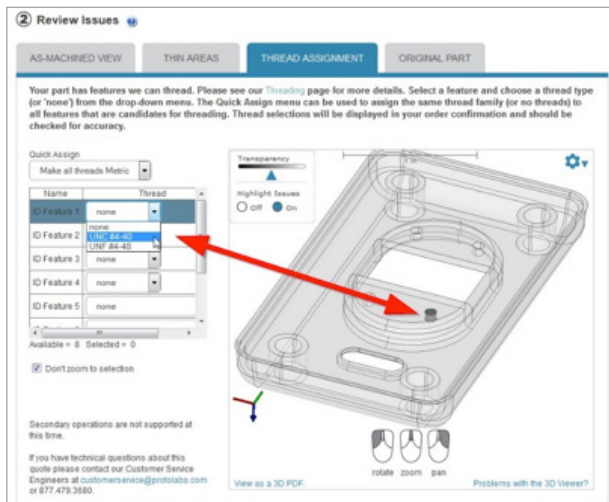 2 Review Issues ?
AS-MACHINED VIEW
THIN AREAS
THREAD ASSIGNMENT
ORIGINAL PART
Your part has features we can thread. Please see our Threading page for more details. Select a feature and choose a thread type
(or 'none') from the drop-down menu. The Quick Assign menu can be used to assign the same thread family (or no threads) to
all features that are candidates for threading. Thread selections will be displayed in your order confirmation and should be
checked for accuracy.
Quick Assign
Make all threads Metric
Name Thread
ID Feature 1 none
none
ID Feature 2 UNC #4-40
UNF #4-48
ID Feature 3 none
ID Feature 4 none
ID Feature 5 none
Available = 8 Selected = 0
Don't zoom to selection
Transparency
Highlight Issues
Off On
Secondary operations are not supported at
this time.
If you have technical questions about this
quote please contact our Customer Service
Engineers at customerservice@protolabs.com
or 877.479.3680.
rotate zoom pan
View as a 3D PDF.
Problems with the 3D Viewer?